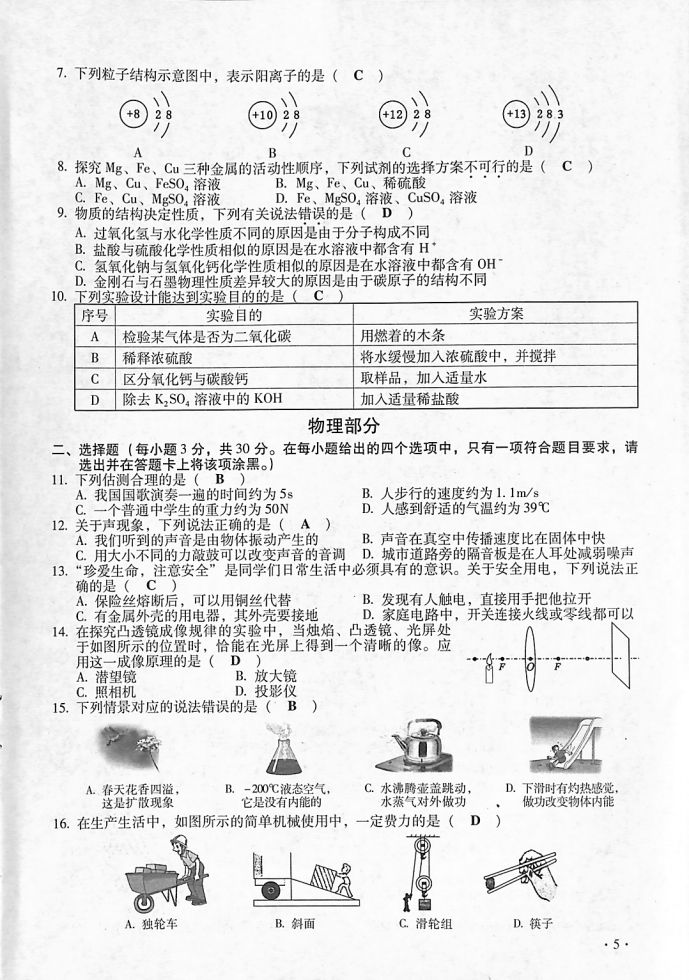 7. 下列粒子结构示意图中，表示阳离子的是（ C ）
+8 2 8 +10 2 8 +12 2 8 +13 2 8 3
A B C D
8. 探究 Mg、Fe、Cu 三种金属的活动性顺序，下列试剂的选择方案不可行的是（ C ）
A. Mg、Cu、FeSO₄ 溶液 B. Mg、Fe、Cu、稀硫酸
C. Fe、Cu、MgSO₄ 溶液 D. Fe、MgSO₄ 溶液、CuSO₄ 溶液
9. 物质的结构决定性质，下列有关说法错误的是（ D ）
A. 过氧化氢与水化学性质不同的原因是由于分子构成不同
B. 盐酸与硫酸化学性质相似的原因是在水溶液中都含有 H⁺
C. 氢氧化钠与氢氧化钙化学性质相似的原因是在水溶液中都含有 OH⁻
D. 金刚石与石墨物理性质差异较大的原因是由于碳原子的结构不同
10. 下列实验设计能达到实验目的的是（ C ）
序号 实验目的 实验方案
A 检验某气体是否为二氧化碳 用燃着的木条
B 稀释浓硫酸 将水缓慢加入浓硫酸中，并搅拌
C 区分氧化钙与碳酸钙 取样品，加入适量水
D 除去 K₂SO₄ 溶液中的 KOH 加入适量稀盐酸
物理部分
二、选择题（每小题 3 分，共 30 分。在每小题给出的四个选项中，只有一项符合题目要求，请
选出并在答题卡上将该项涂黑。）
11. 下列估测合理的是（ B ）
A. 我国国歌演奏一遍的时间约为 5s B. 人步行的速度约为 1. 1m/s
C. 一个普通中学生的重力约为 50N D. 人感到舒适的气温约为 39℃
12. 关于声现象，下列说法正确的是（ A ）
A. 我们听到的声音是由物体振动产生的 B. 声音在真空中传播速度比在固体中快
C. 用大小不同的力敲鼓可以改变声音的音调 D. 城市道路旁的隔音板是在人耳处减弱噪声
13. “珍爱生命，注意安全”是同学们日常生活中必须具有的意识。关于安全用电，下列说法正
确的是（ C ）
A. 保险丝熔断后，可以用铜丝代替 B. 发现有人触电，直接用手把他拉开
C. 有金属外壳的用电器，其外壳要接地 D. 家庭电路中，开关连接火线或零线都可以
14. 在探究凸透镜成像规律的实验中，当烛焰、凸透镜、光屏处
于如图所示的位置时，恰能在光屏上得到一个清晰的像。应
用这一成像原理的是（ D ）
F O F
A. 潜望镜 B. 放大镜
C. 照相机 D. 投影仪
15. 下列情景对应的说法错误的是（ B ）
A. 春天花香四溢， B. -200℃液态空气， C. 水沸腾壶盖跳动， D. 下滑时有灼热感觉，
这是扩散现象 它是没有内能的 水蒸气对外做功 做功改变物体内能
16. 在生产生活中，如图所示的简单机械使用中，一定费力的是（ D ）
A. 独轮车 B. 斜面 C. 滑轮组 D. 筷子
· 5 ·